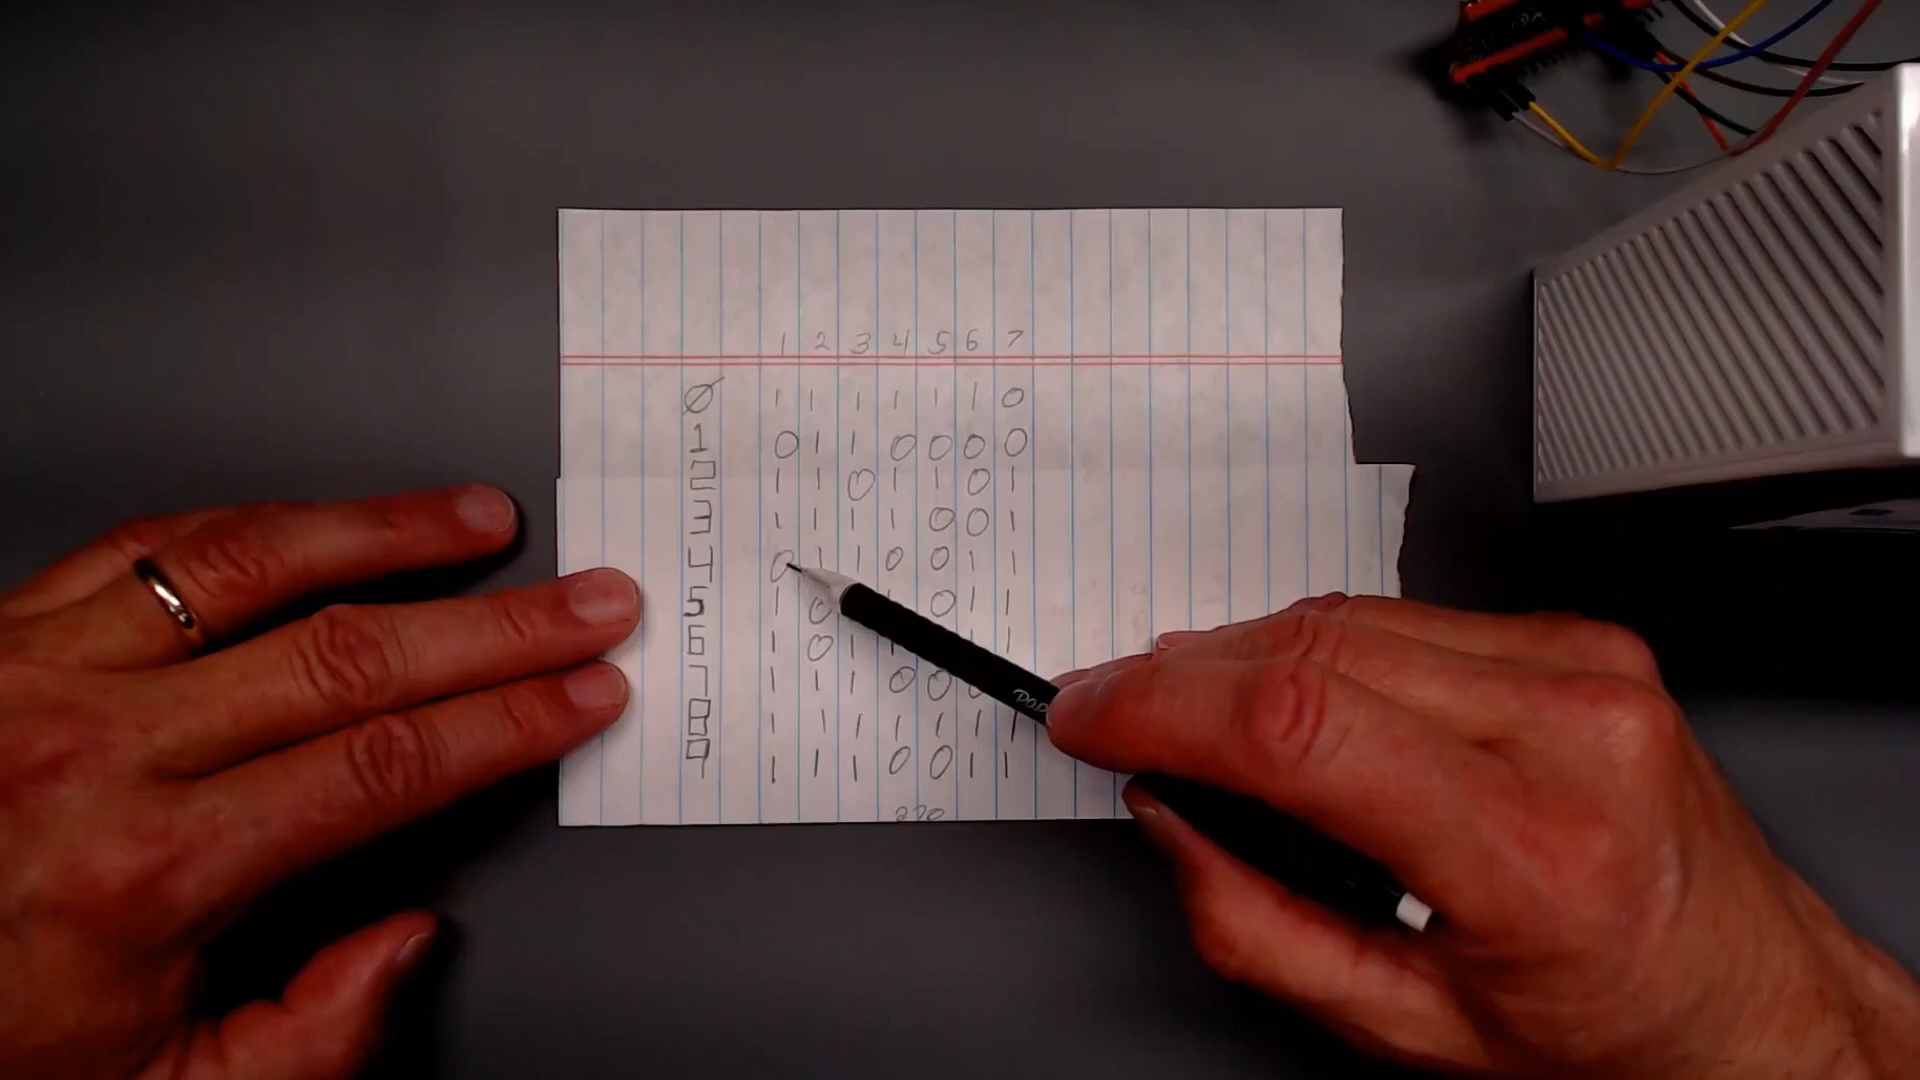 1 2 3 4 5 6 7
0 1 1 1 1 1 1 0
1 0 1 1 0 0 0 0
2 1 1 0 1 1 0 1
3 1 1 1 1 0 0 1
4 0 1 1 0 0 1 1
5 1 0 0 1 1
6 1 0 1 1
7 1 1 1 0 0
8 1 1 1 1 1 1 1
9 1 1 1 0 0 1 1